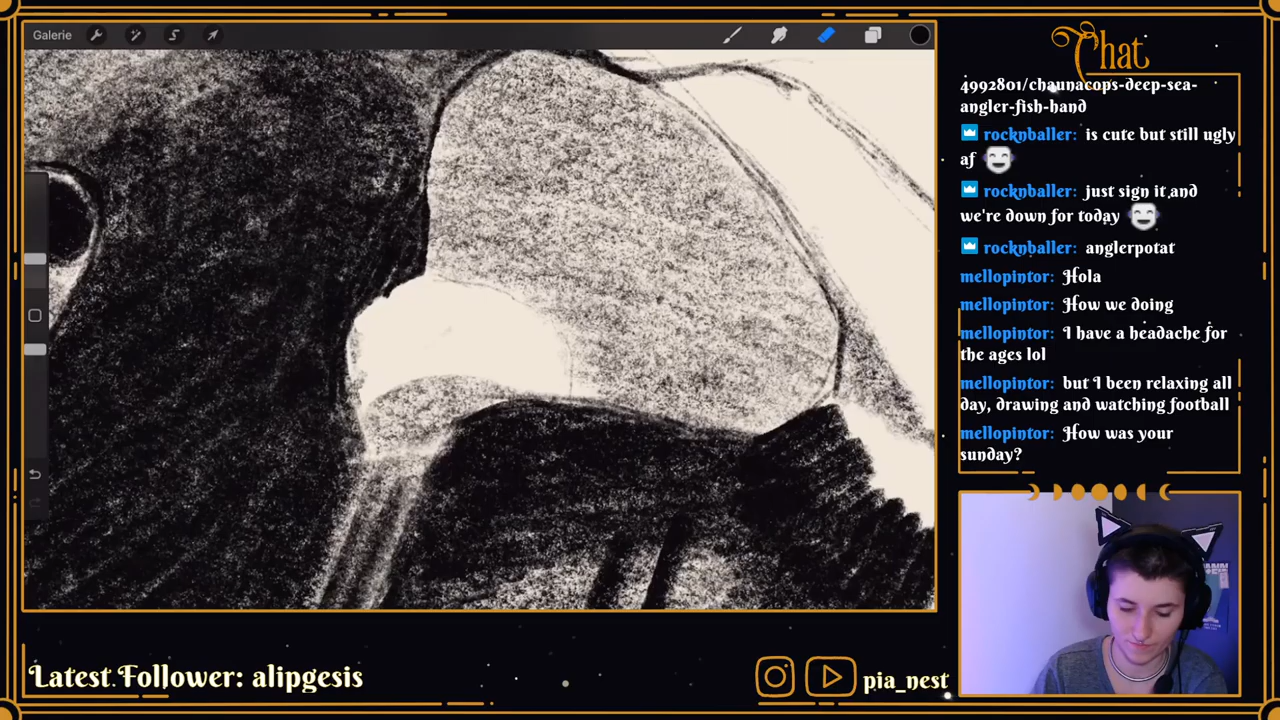 Galerie
Chat
4992801/chaunacops-deep-sea-
angler-fish-hand
rocknballer: is cute but still ugly
af
rocknballer: just sign it and
we're down for today
rocknballer: anglerpotat
mellopintor: Hola
mellopintor: How we doing
mellopintor: I have a headache for
the ages lol
mellopintor: but I been relaxing all
day, drawing and watching football
mellopintor: How was your
sunday?
Latest Follower: alipgesis
pia_nest